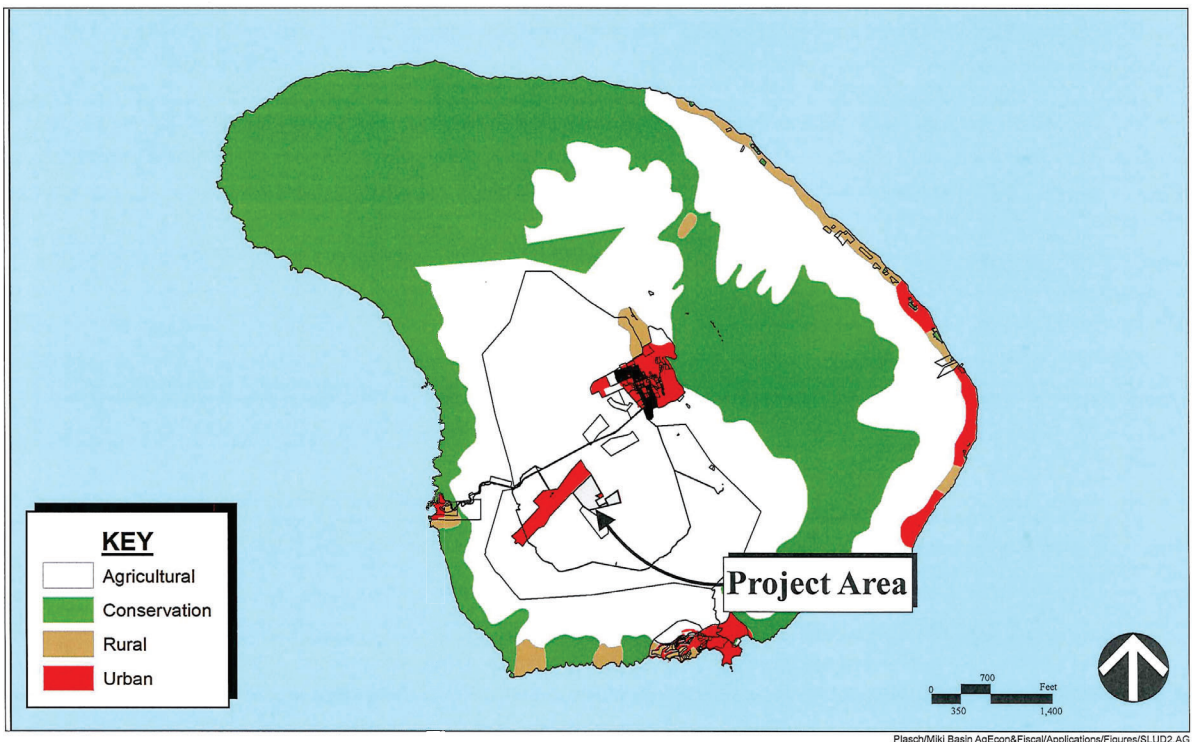 Project Area
KEY
Agricultural
Conservation
Rural
Urban
0
700
Feet
350
1,400
Plasch/Miki Basin AgEcon&Fiscal/Applications/Figures/SLUD2 AG